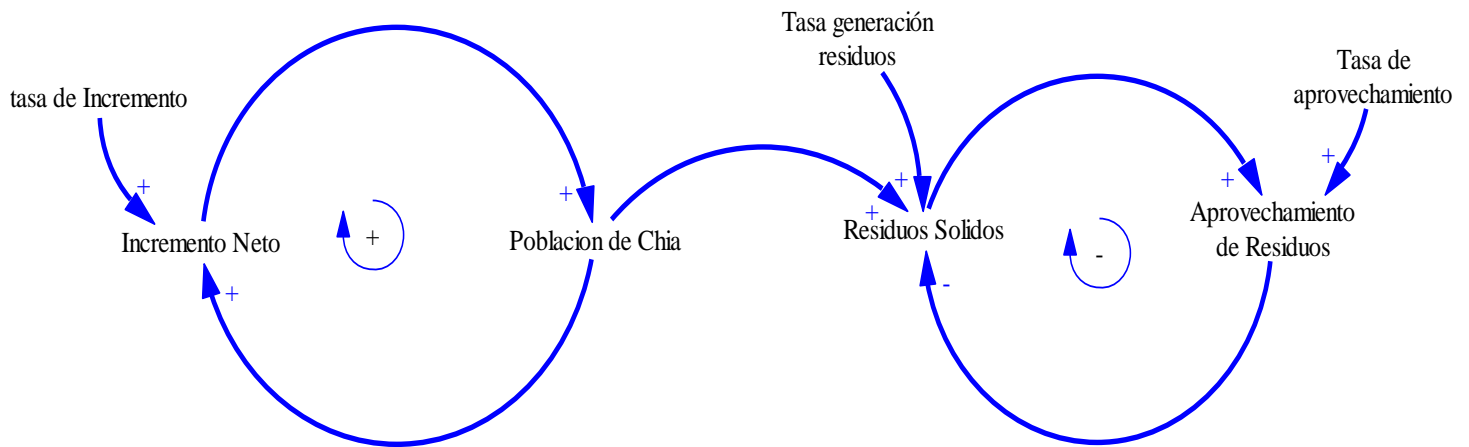 Tasa generación
residuos
Tasa de
aprovechamiento
tasa de Incremento
+
+
+
+
+
+
Incremento Neto
+
Poblacion de Chia
Residuos Solidos
-
Aprovechamiento
de Residuos
+
-